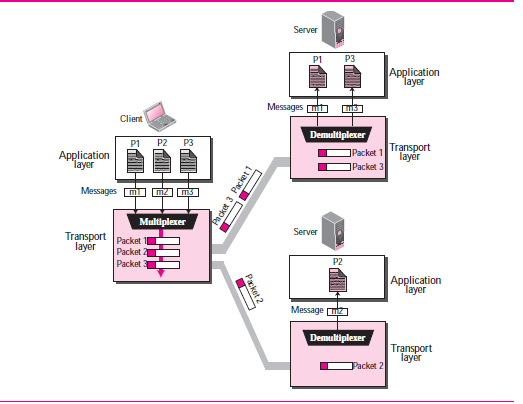 Server
P1 P3
Application
layer
Messages m1 m3
Demultiplexer
Packet 1
Packet 3
Transport
layer
Client
P1 P2 P3
Application
layer
Messages m1 m2 m3
Multiplexer
Transport
layer
Packet 1
Packet 2
Packet 3
Packet 3
Packet 1
Packet 2
Server
P2
Application
layer
Message m2
Demultiplexer
Packet 2
Transport
layer